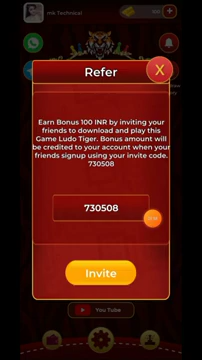 mk Technical
Refer
X
Earn Bonus 100 INR by inviting your
friends to download and play this
Game Ludo Tiger. Bonus amount will
be credited to your account when your
friends signup using your invite code.
730508
730508
Invite
You Tube